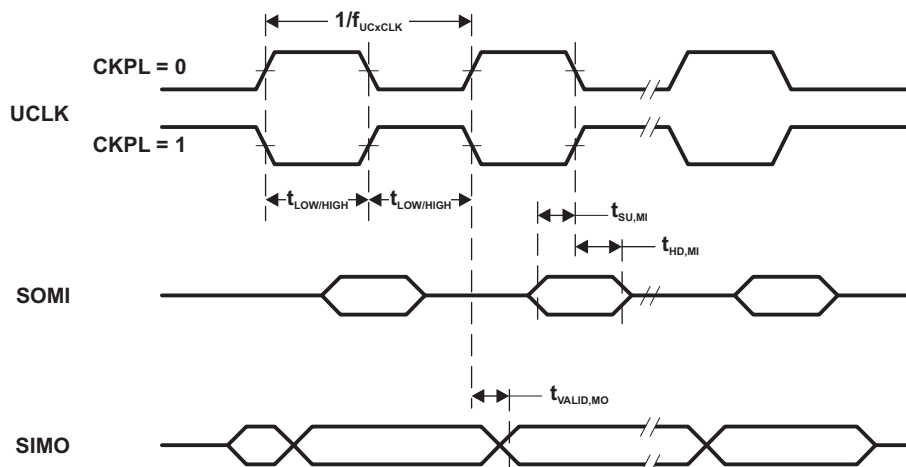 1/fUCxCLK
CKPL = 0
UCLK
CKPL = 1
tLOW/HIGH tLOW/HIGH
tSU,MI
tHD,MI
SOMI
tVALID,MO
SIMO